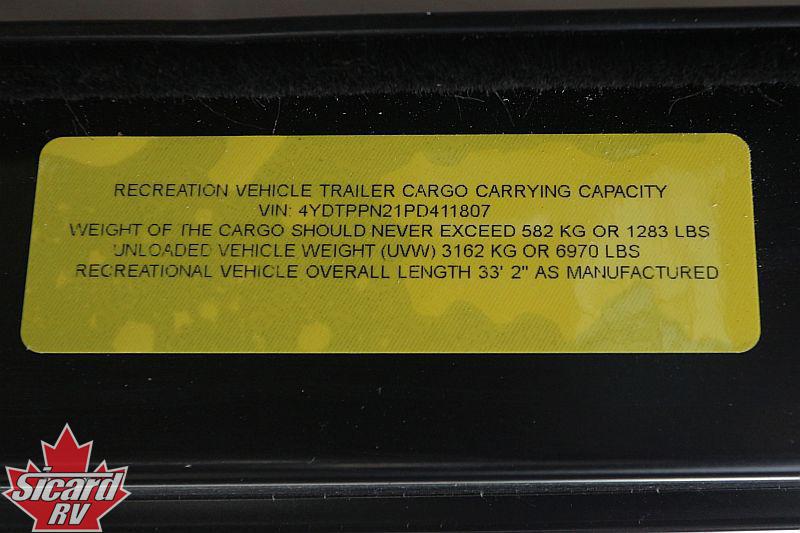 RECREATION VEHICLE TRAILER CARGO CARRYING CAPACITY
VIN: 4YDTPPN21PD411807
WEIGHT OF THE CARGO SHOULD NEVER EXCEED 582 KG OR 1283 LBS
UNLOADED VEHICLE WEIGHT (UVW) 3162 KG OR 6970 LBS
RECREATIONAL VEHICLE OVERALL LENGTH 33' 2" AS MANUFACTURED
Sicard
RV